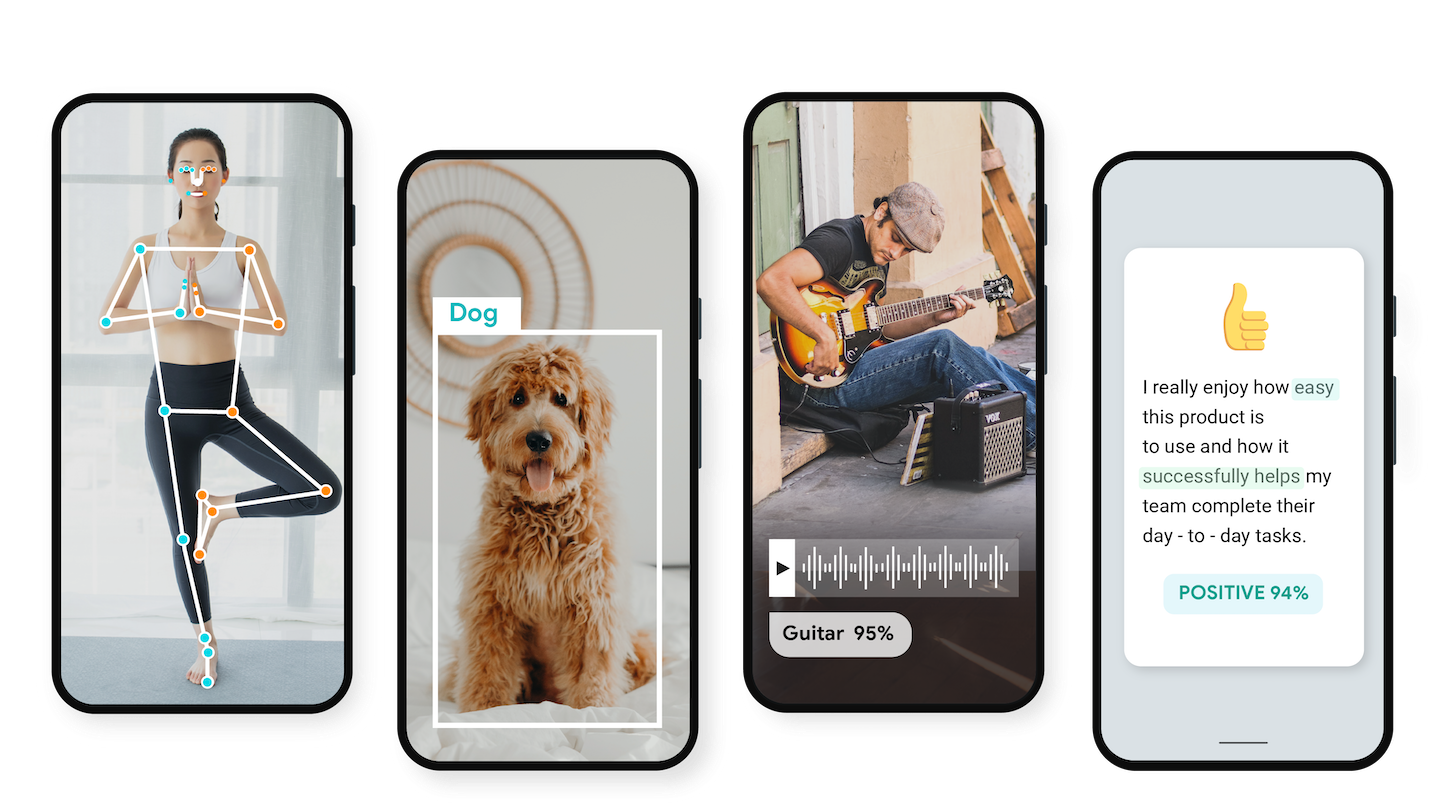 Dog
VOX
Guitar 95%
I really enjoy how easy
this product is
to use and how it
successfully helps my
team complete their
day - to - day tasks.
POSITIVE 94%